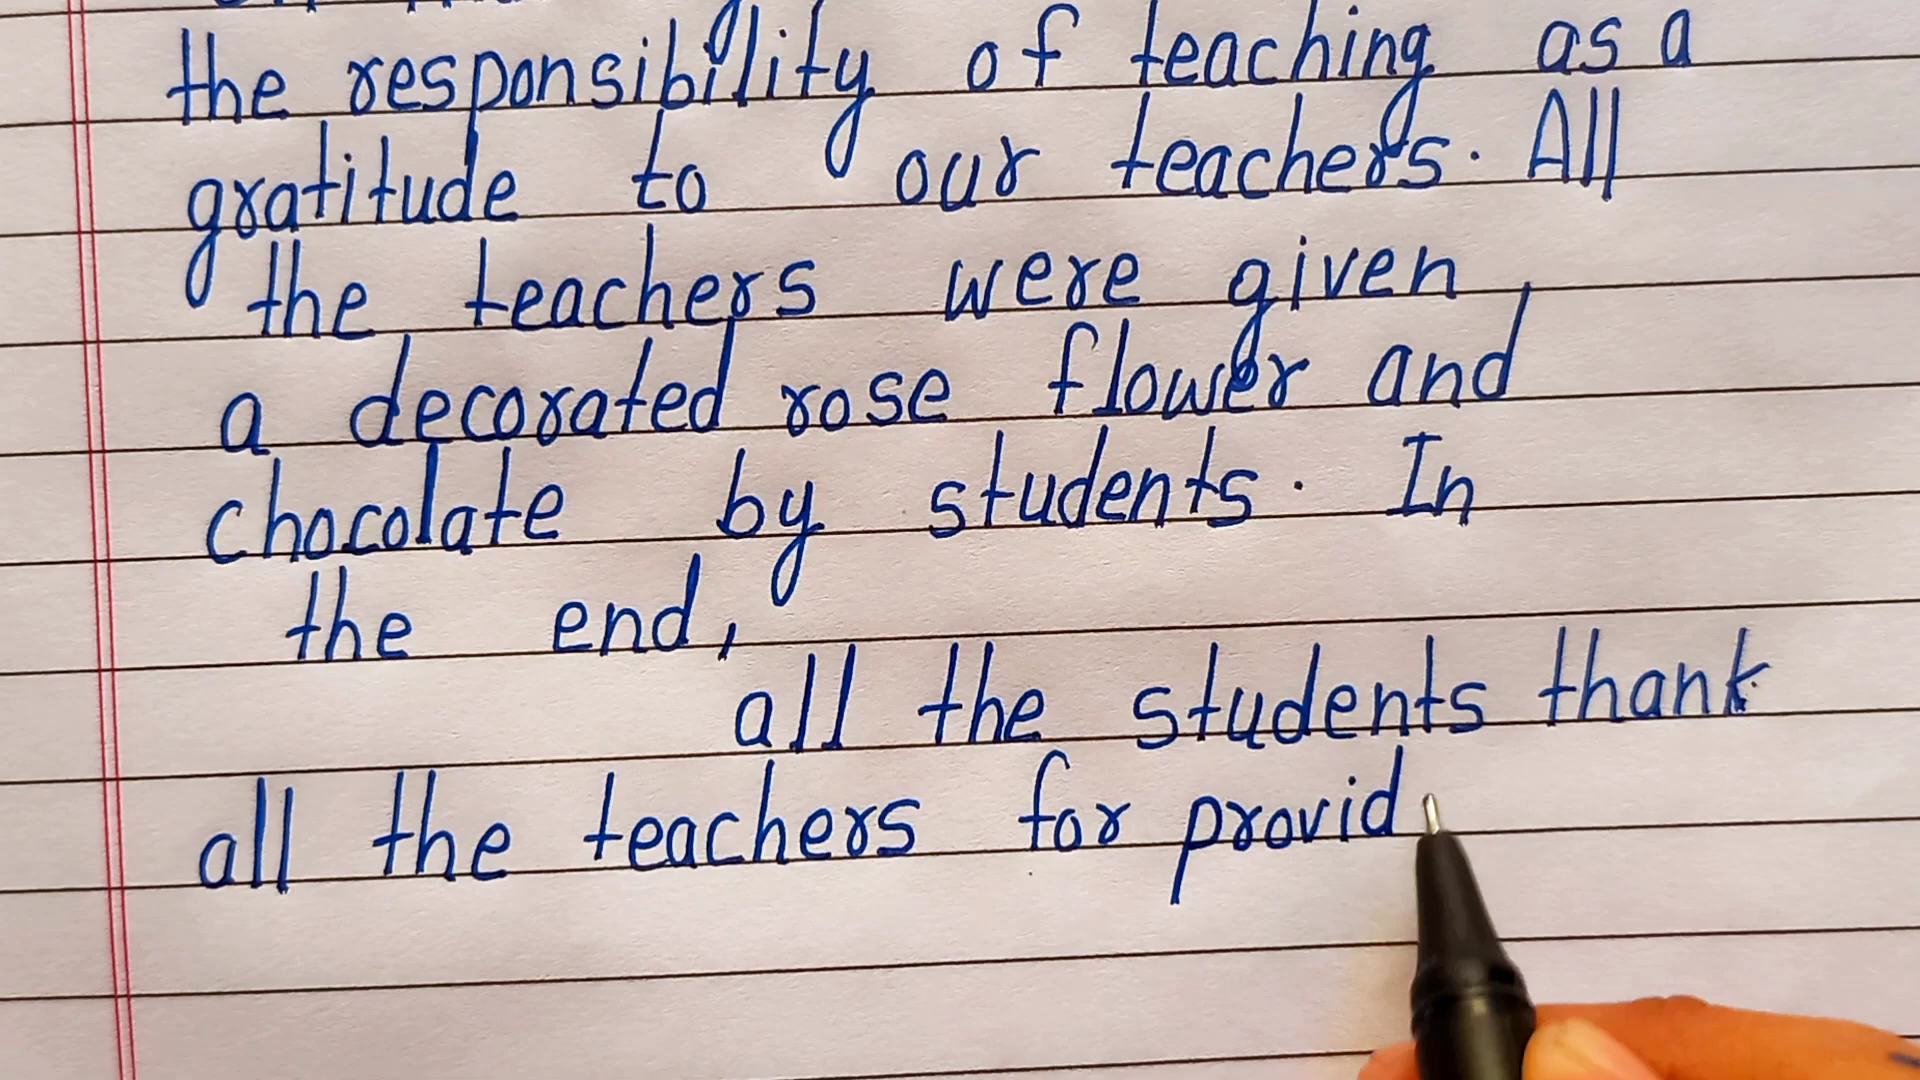 the responsibility of teaching as a
gratitude to our teachers. All
the teachers were given
a decorated rose flower and
chocolate by students. In
the end,
all the students thank
all the teachers for provid